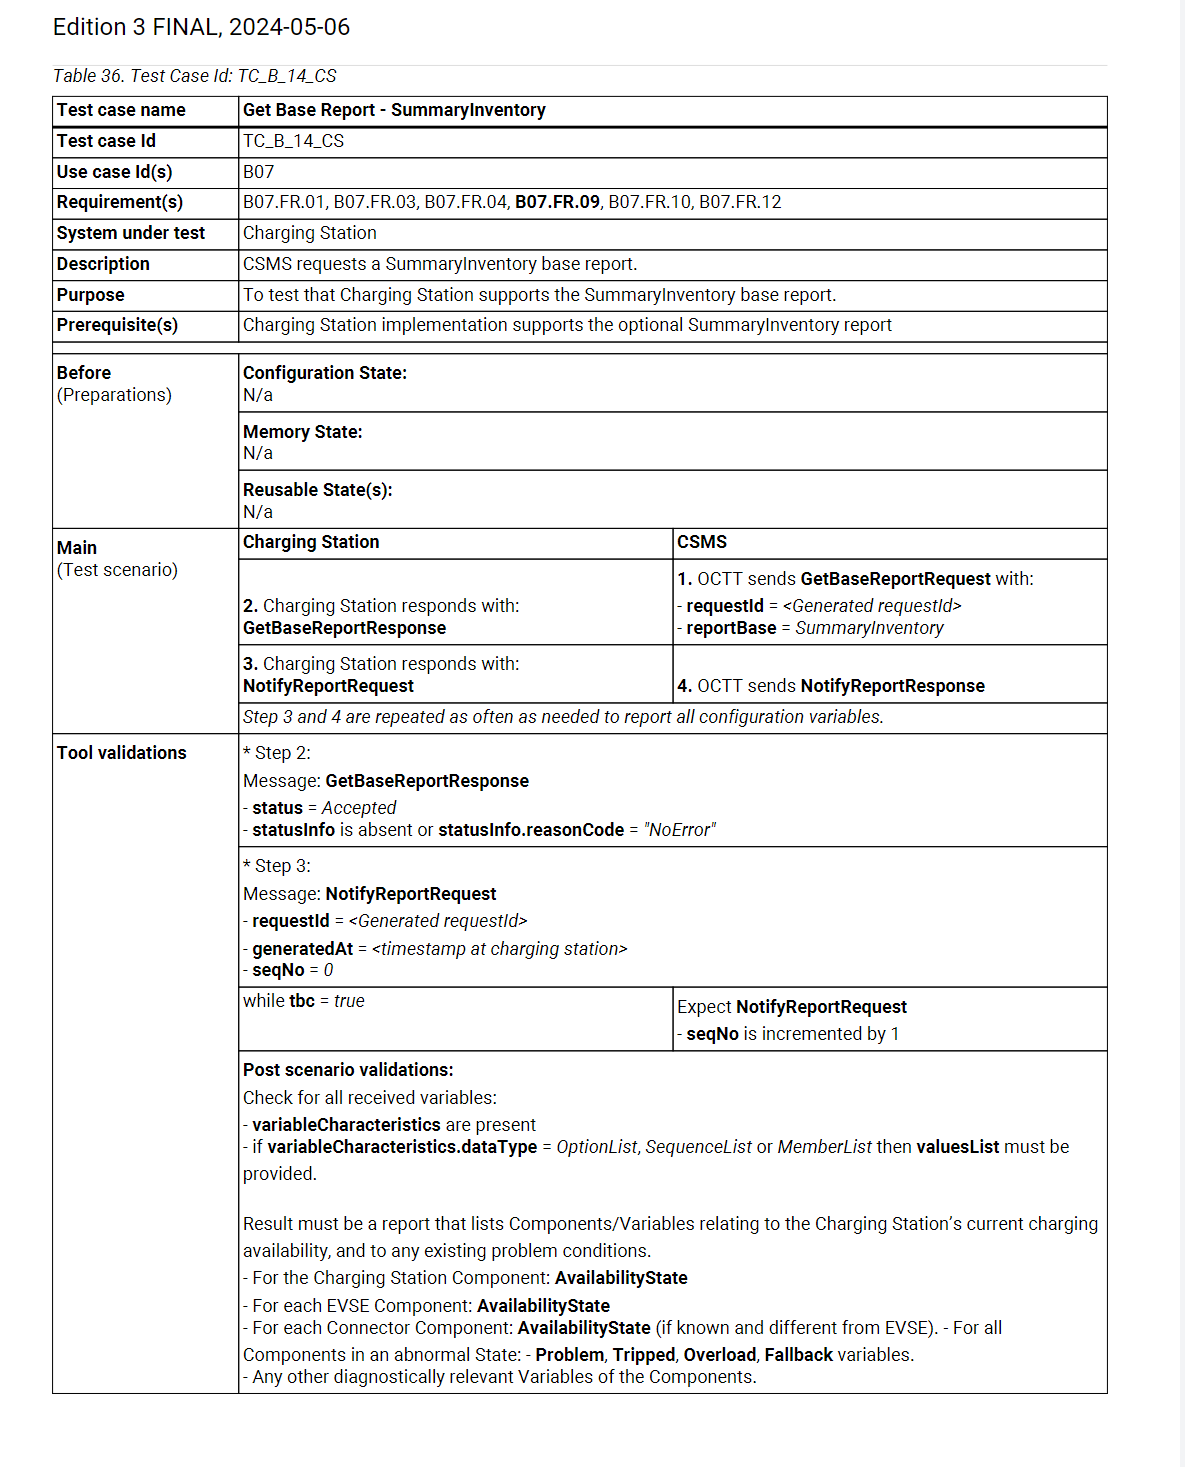 Edition 3 FINAL, 2024-05-06
Table 36. Test Case Id: TC_B_14_CS
Test case name Get Base Report - SummaryInventory
Test case Id TC_B_14_CS
Use case Id(s) B07
Requirement(s) B07.FR.01, B07.FR.03, B07.FR.04, B07.FR.09, B07.FR.10, B07.FR.12
System under test Charging Station
Description CSMS requests a SummaryInventory base report.
Purpose To test that Charging Station supports the SummaryInventory base report.
Prerequisite(s) Charging Station implementation supports the optional SummaryInventory report
Before
(Preparations)
Configuration State:
N/a
Memory State:
N/a
Reusable State(s):
N/a
Main
(Test scenario)
Charging Station CSMS
1. OCTT sends GetBaseReportRequest with:
- requestId = <Generated requestId>
- reportBase = SummaryInventory
2. Charging Station responds with:
GetBaseReportResponse
3. Charging Station responds with:
NotifyReportRequest
4. OCTT sends NotifyReportResponse
Step 3 and 4 are repeated as often as needed to report all configuration variables.
Tool validations
* Step 2:
Message: GetBaseReportResponse
- status = Accepted
- statusInfo is absent or statusInfo.reasonCode = "NoError"
* Step 3:
Message: NotifyReportRequest
- requestId = <Generated requestId>
- generatedAt = <timestamp at charging station>
- seqNo = 0
while tbc = true
Expect NotifyReportRequest
- seqNo is incremented by 1
Post scenario validations:
Check for all received variables:
- variableCharacteristics are present
- if variableCharacteristics.dataType = OptionList, SequenceList or MemberList then valuesList must be
provided.
Result must be a report that lists Components/Variables relating to the Charging Station's current charging
availability, and to any existing problem conditions.
- For the Charging Station Component: AvailabilityState
- For each EVSE Component: AvailabilityState
- For each Connector Component: AvailabilityState (if known and different from EVSE). - For all
Components in an abnormal State: - Problem, Tripped, Overload, Fallback variables.
- Any other diagnostically relevant Variables of the Components.